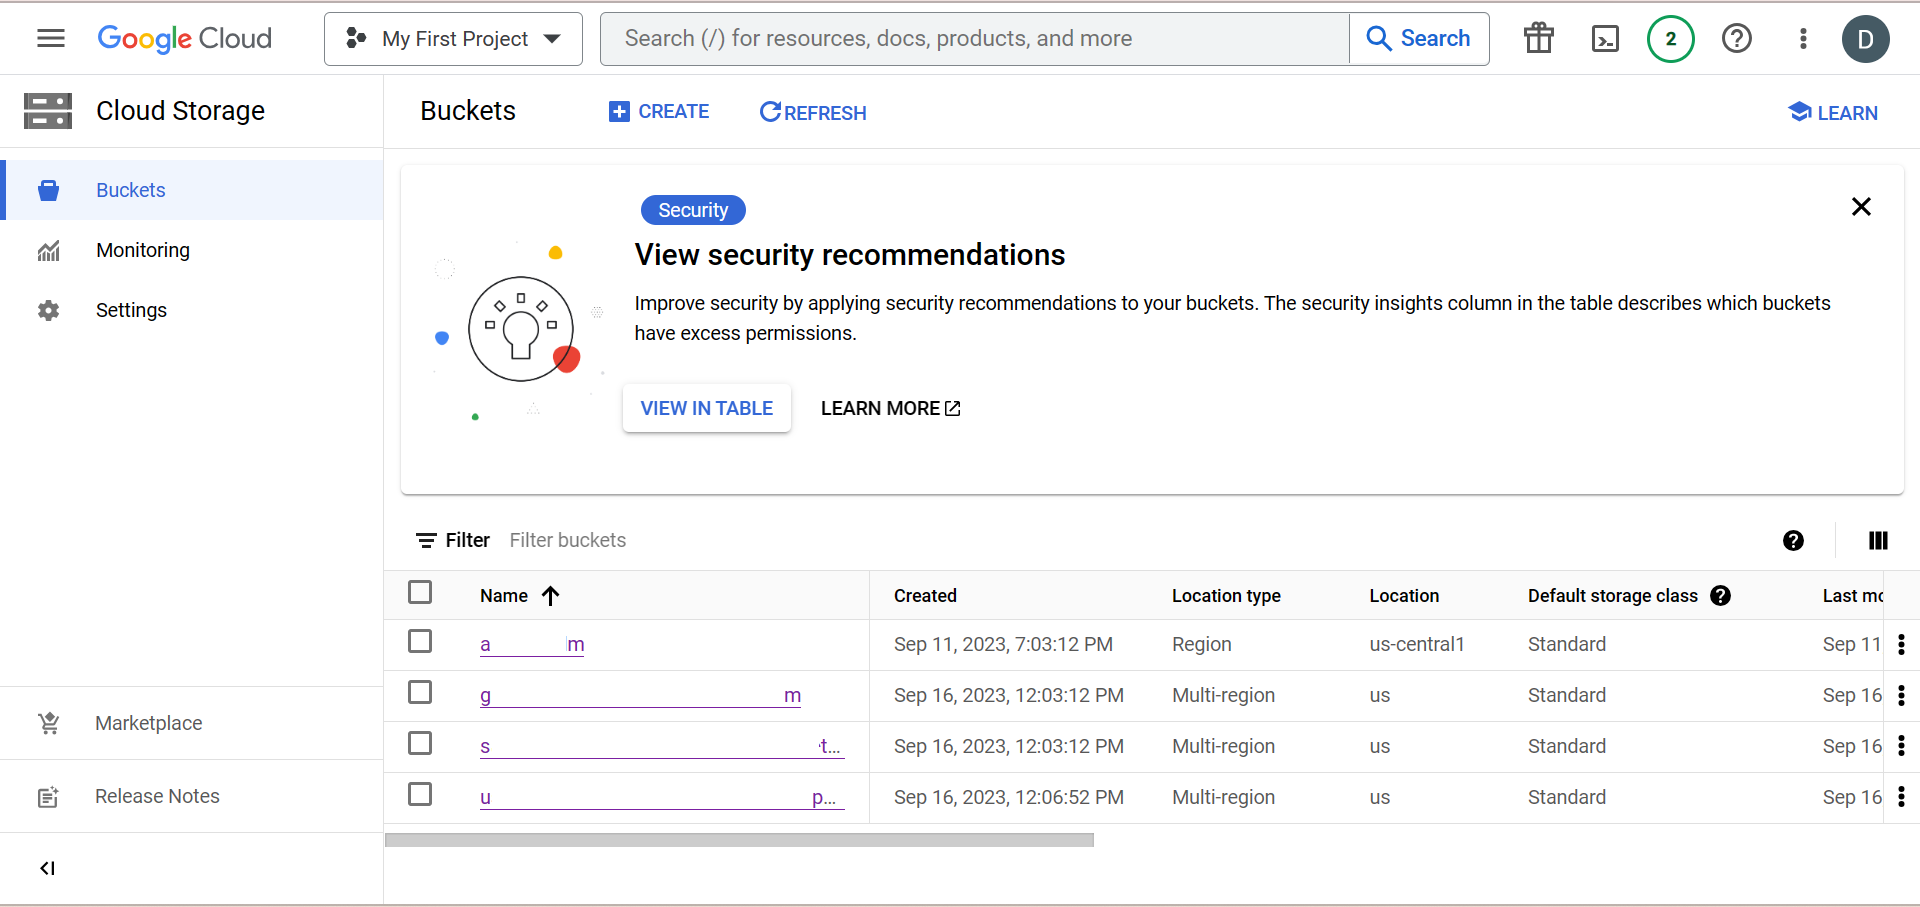 Google Cloud
My First Project
Search (/) for resources, docs, products, and more
Search
2
D
Cloud Storage
Buckets
CREATE
REFRESH
LEARN
Buckets
Monitoring
Settings
Marketplace
Release Notes
Security
View security recommendations
Improve security by applying security recommendations to your buckets. The security insights column in the table describes which buckets
have excess permissions.
VIEW IN TABLE
LEARN MORE
Filter Filter buckets
Name Created Location type Location Default storage class Last mo
a m Sep 11, 2023, 7:03:12 PM Region us-central1 Standard Sep 11
g m Sep 16, 2023, 12:03:12 PM Multi-region us Standard Sep 16
s t... Sep 16, 2023, 12:03:12 PM Multi-region us Standard Sep 16
u p... Sep 16, 2023, 12:06:52 PM Multi-region us Standard Sep 16